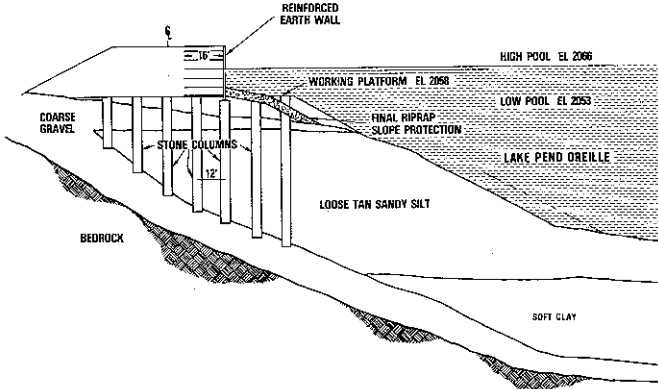 REINFORCED
EARTH WALL
℄
16'
HIGH POOL EL 2066
WORKING PLATFORM EL 2058
LOW POOL EL 2053
COARSE
GRAVEL
FINAL RIPRAP
SLOPE PROTECTION
STONE COLUMNS
LAKE PEND OREILLE
12'
LOOSE TAN SANDY SILT
BEDROCK
SOFT CLAY